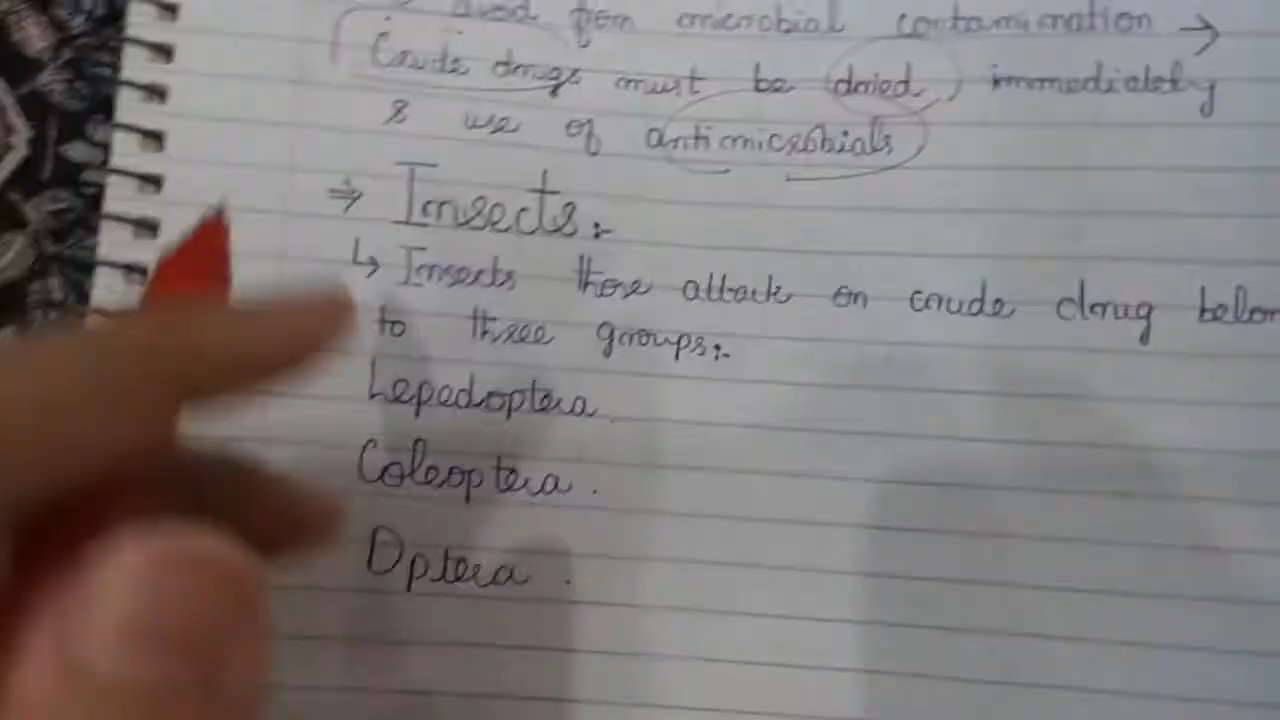 Avoid from microbial contamination →
Crude drugs must be dried immediately
& use of antimicrobials
⇒ Insects:-
↳ Insects those attack on crude drug belon
to three groups:-
Lepedoptera
Coleoptera.
Dptera.